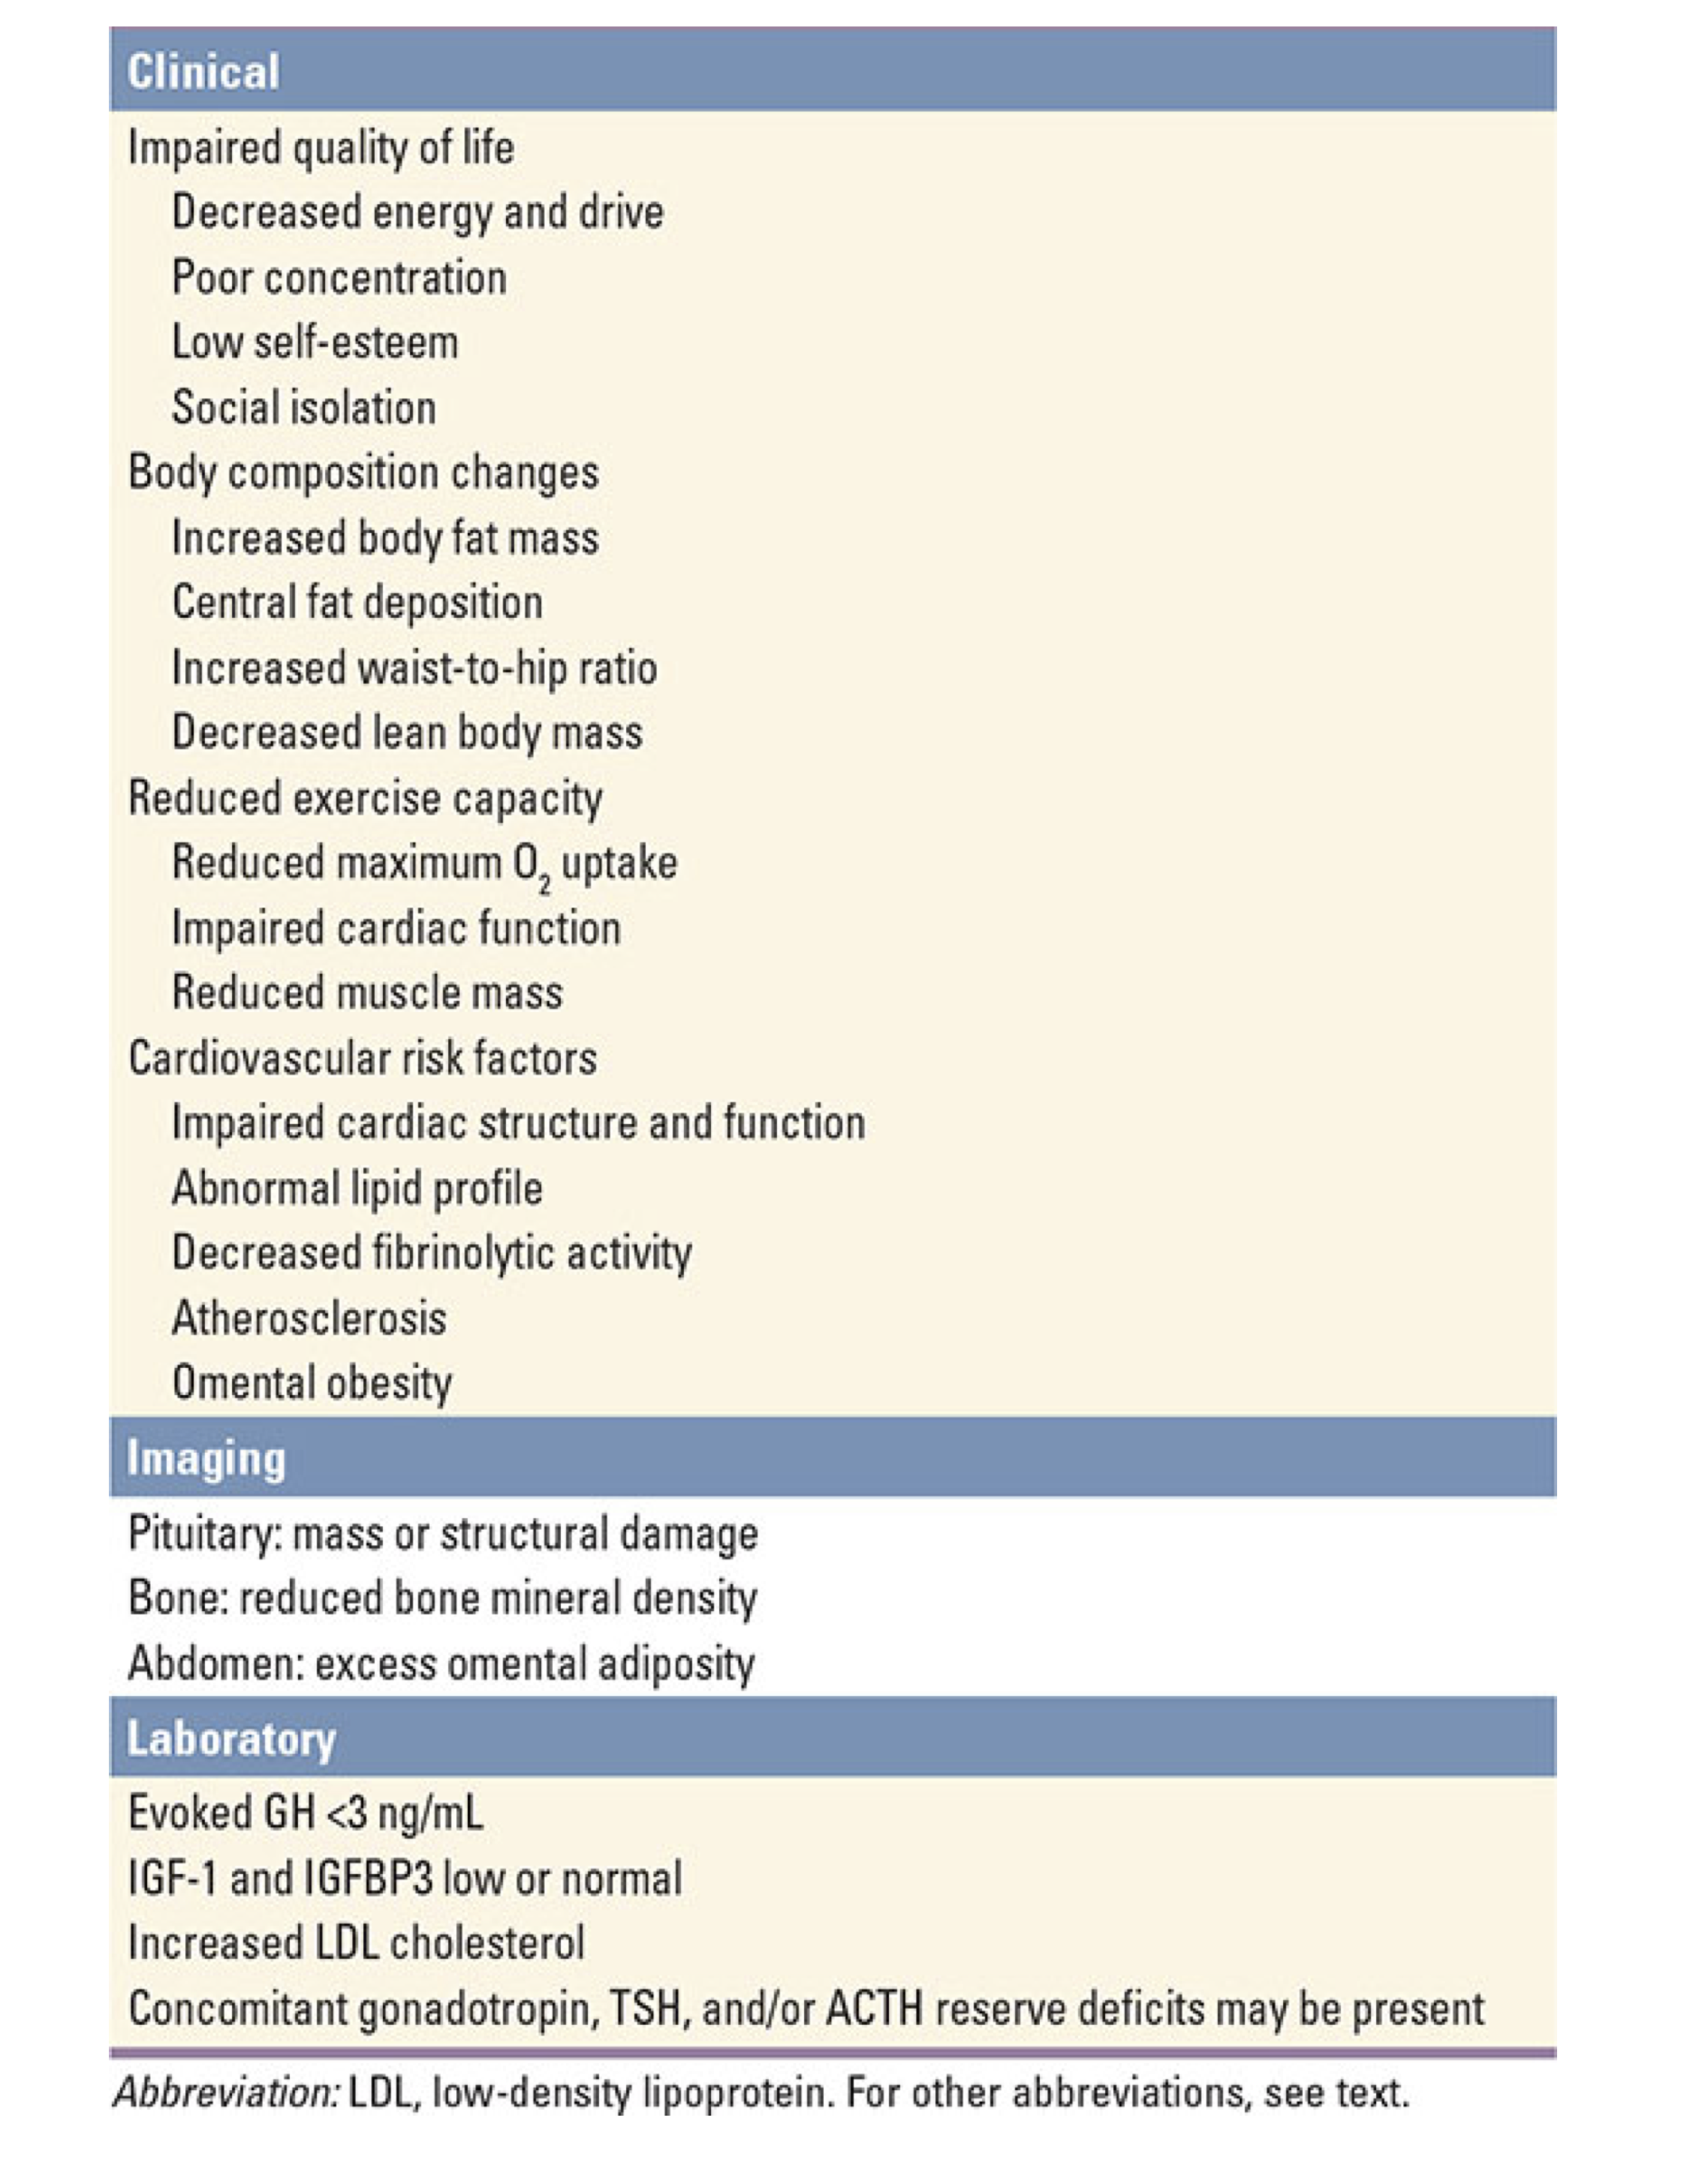 Clinical
Impaired quality of life
Decreased energy and drive
Poor concentration
Low self-esteem
Social isolation
Body composition changes
Increased body fat mass
Central fat deposition
Increased waist-to-hip ratio
Decreased lean body mass
Reduced exercise capacity
Reduced maximum O₂ uptake
Impaired cardiac function
Reduced muscle mass
Cardiovascular risk factors
Impaired cardiac structure and function
Abnormal lipid profile
Decreased fibrinolytic activity
Atherosclerosis
Omental obesity
Imaging
Pituitary: mass or structural damage
Bone: reduced bone mineral density
Abdomen: excess omental adiposity
Laboratory
Evoked GH <3 ng/mL
IGF-1 and IGFBP3 low or normal
Increased LDL cholesterol
Concomitant gonadotropin, TSH, and/or ACTH reserve deficits may be present
Abbreviation: LDL, low-density lipoprotein. For other abbreviations, see text.